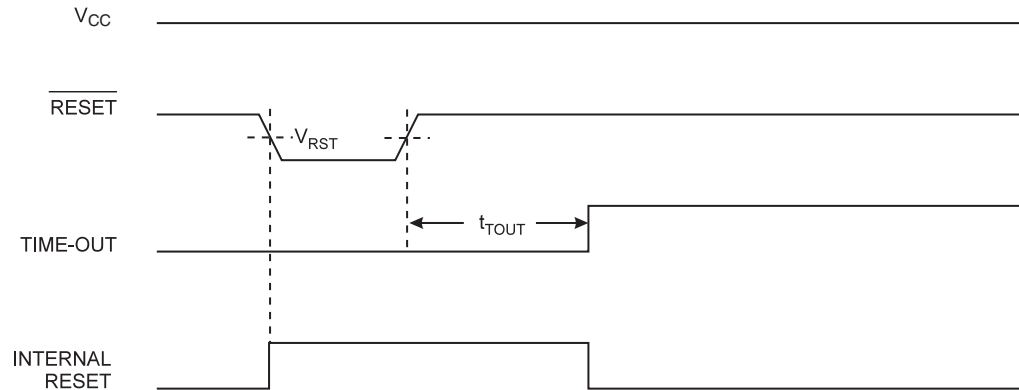 VCC
RESET
VRST
tTOUT
TIME-OUT
INTERNAL
RESET